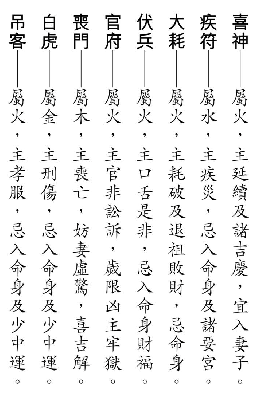 喜神——屬火,主延續及諸吉慶,宜入妻子。
疾符——屬水,主疾災,忌入命身及諸要宮。
大耗——屬火,主耗破及退祖敗財,忌命身。
伏兵——屬火,主口舌是非,忌入命身財福。
官府——屬火,主官非訟訴,歲限凶主牢獄。
喪門——屬木,主喪亡,妨妻虛驚,喜吉解。
白虎——屬金,主刑傷,忌入命身及少中運。
吊客——屬火,主孝服,忌入命身及少中運。